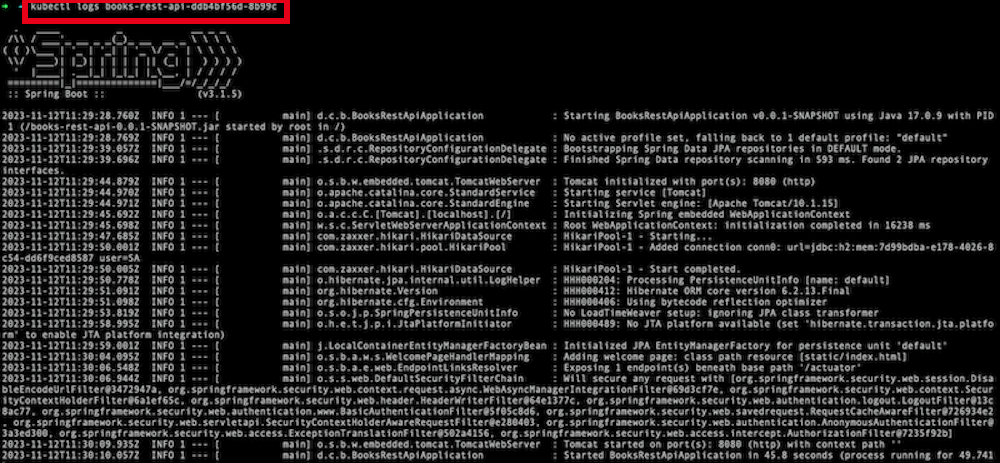 ➜ ~ kubectl logs books-rest-api-ddb4bf56d-8b99c
Spring
:: Spring Boot :: (v3.1.5)
2023-11-12T11:29:28.760Z INFO 1 --- [ main] d.c.b.BooksRestApiApplication : Starting BooksRestApiApplication v0.0.1-SNAPSHOT using Java 17.0.9 with PID
1 (/books-rest-api-0.0.1-SNAPSHOT.jar started by root in /)
2023-11-12T11:29:28.769Z INFO 1 --- [ main] d.c.b.BooksRestApiApplication : No active profile set, falling back to 1 default profile: "default"
2023-11-12T11:29:39.057Z INFO 1 --- [ main] .s.d.r.c.RepositoryConfigurationDelegate : Bootstrapping Spring Data JPA repositories in DEFAULT mode.
2023-11-12T11:29:39.696Z INFO 1 --- [ main] .s.d.r.c.RepositoryConfigurationDelegate : Finished Spring Data repository scanning in 593 ms. Found 2 JPA repository
interfaces.
2023-11-12T11:29:44.879Z INFO 1 --- [ main] o.s.b.w.embedded.tomcat.TomcatWebServer : Tomcat initialized with port(s): 8080 (http)
2023-11-12T11:29:44.970Z INFO 1 --- [ main] o.apache.catalina.core.StandardService : Starting service [Tomcat]
2023-11-12T11:29:44.971Z INFO 1 --- [ main] o.apache.catalina.core.StandardEngine : Starting Servlet engine: [Apache Tomcat/10.1.15]
2023-11-12T11:29:45.692Z INFO 1 --- [ main] o.a.c.c.C.[Tomcat].[localhost].[/] : Initializing Spring embedded WebApplicationContext
2023-11-12T11:29:45.698Z INFO 1 --- [ main] w.s.c.ServletWebServerApplicationContext : Root WebApplicationContext: initialization completed in 16238 ms
2023-11-12T11:29:47.685Z INFO 1 --- [ main] com.zaxxer.hikari.HikariDataSource : HikariPool-1 - Starting...
2023-11-12T11:29:50.001Z INFO 1 --- [ main] com.zaxxer.hikari.pool.HikariPool : HikariPool-1 - Added connection conn0: url=jdbc:h2:mem:7d99bdba-e178-4026-8
c54-dd6f9ced8587 user=SA
2023-11-12T11:29:50.005Z INFO 1 --- [ main] com.zaxxer.hikari.HikariDataSource : HikariPool-1 - Start completed.
2023-11-12T11:29:50.778Z INFO 1 --- [ main] o.hibernate.jpa.internal.util.LogHelper : HHH000204: Processing PersistenceUnitInfo [name: default]
2023-11-12T11:29:51.091Z INFO 1 --- [ main] org.hibernate.Version : HHH000412: Hibernate ORM core version 6.2.13.Final
2023-11-12T11:29:51.098Z INFO 1 --- [ main] org.hibernate.cfg.Environment : HHH000406: Using bytecode reflection optimizer
2023-11-12T11:29:53.819Z INFO 1 --- [ main] o.s.o.j.p.SpringPersistenceUnitInfo : No LoadTimeWeaver setup: ignoring JPA class transformer
2023-11-12T11:29:58.995Z INFO 1 --- [ main] o.h.e.t.j.p.i.JtaPlatformInitiator : HHH000489: No JTA platform available (set 'hibernate.transaction.jta.platfo
rm' to enable JTA platform integration)
2023-11-12T11:29:59.001Z INFO 1 --- [ main] j.LocalContainerEntityManagerFactoryBean : Initialized JPA EntityManagerFactory for persistence unit 'default'
2023-11-12T11:30:04.095Z INFO 1 --- [ main] o.s.b.a.w.s.WelcomePageHandlerMapping : Adding welcome page: class path resource [static/index.html]
2023-11-12T11:30:06.548Z INFO 1 --- [ main] o.s.b.a.e.web.EndpointLinksResolver : Exposing 1 endpoint(s) beneath base path '/actuator'
2023-11-12T11:30:06.944Z INFO 1 --- [ main] o.s.s.web.DefaultSecurityFilterChain : Will secure any request with [org.springframework.security.web.session.Disa
bleEncodeUrlFilter@3472947a, org.springframework.security.web.context.request.async.WebAsyncManagerIntegrationFilter@69d3cf7e, org.springframework.security.web.context.Secur
ityContextHolderFilter@6a1ef65c, org.springframework.security.web.header.HeaderWriterFilter@64e1377c, org.springframework.security.web.authentication.logout.LogoutFilter@13c
8ac77, org.springframework.security.web.authentication.www.BasicAuthenticationFilter@5f05c8d6, org.springframework.security.web.savedrequest.RequestCacheAwareFilter@726934e2
, org.springframework.security.web.servletapi.SecurityContextHolderAwareRequestFilter@e280403, org.springframework.security.web.authentication.AnonymousAuthenticationFilter@
3a3ed300, org.springframework.security.web.access.ExceptionTranslationFilter@502a4156, org.springframework.security.web.access.intercept.AuthorizationFilter@7235f92b]
2023-11-12T11:30:09.935Z INFO 1 --- [ main] o.s.b.w.embedded.tomcat.TomcatWebServer : Tomcat started on port(s): 8080 (http) with context path ''
2023-11-12T11:30:10.057Z INFO 1 --- [ main] d.c.b.BooksRestApiApplication : Started BooksRestApiApplication in 45.8 seconds (process running for 49.741